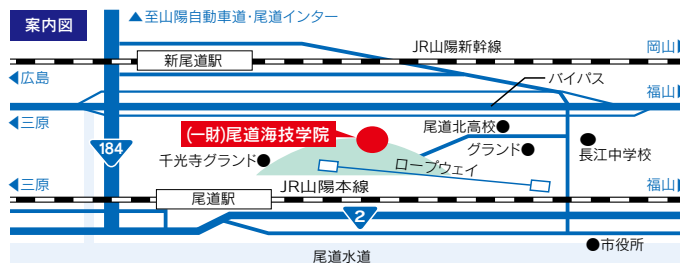 案内図
▲至山陽自動車道・尾道インター
JR山陽新幹線
岡山▶
新尾道駅
◀広島
バイパス
福山▶
◀三原
(一財)尾道海技学院
尾道北高校●
184
グランド●
長江中学校
千光寺グランド●
ロープウェイ
◀三原
JR山陽本線
福山▶
尾道駅
2
●市役所
尾道水道